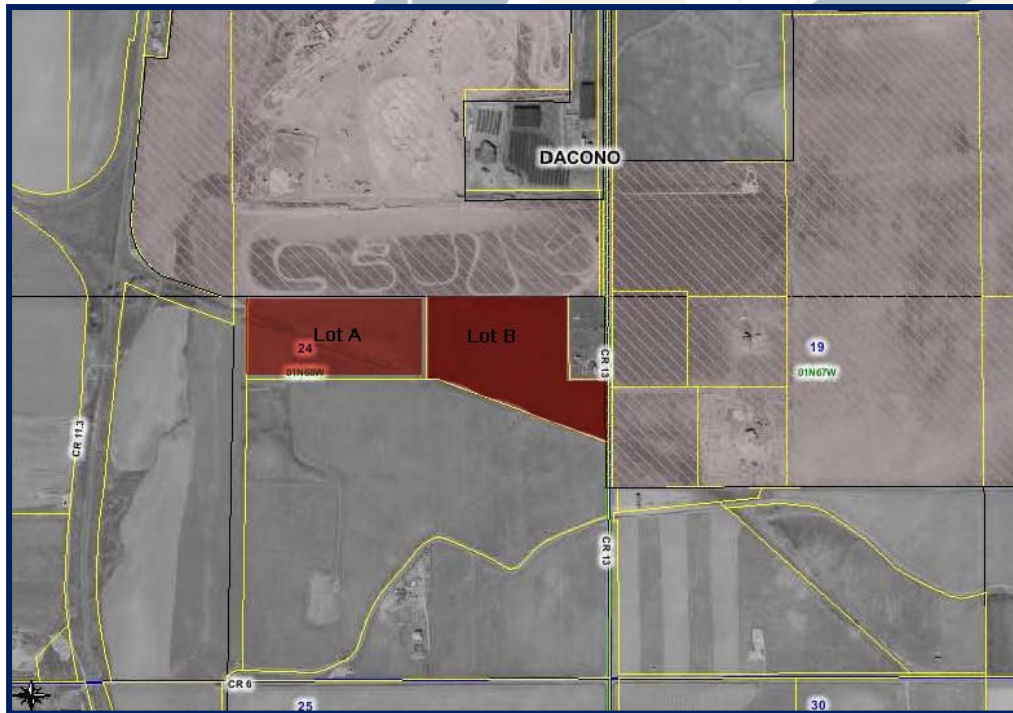 DACONO
Lot A
Lot B
24
01N68W
CR 13
19
01N67W
CR 11.3
CR 13
CR 6
25
30